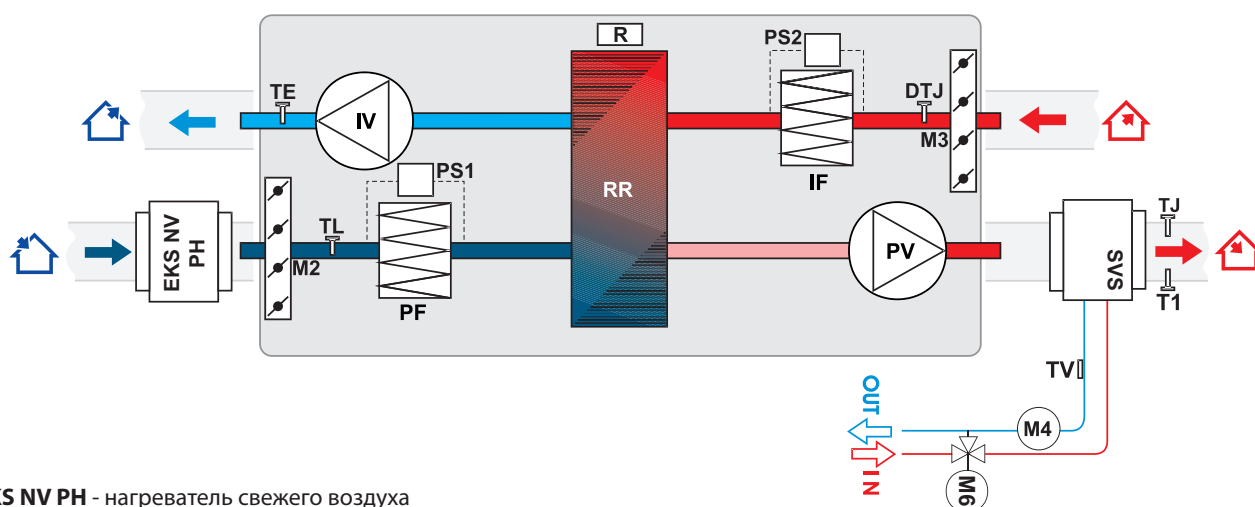 R
PS2
TE
IV
DTJ
M3
IF
PS1
RR
EKS NV
PH
TL
M2
PF
PV
SVS
TJ
T1
TV
OUT
M4
IN
M6
KS NV PH - нагреватель свежего воздуха